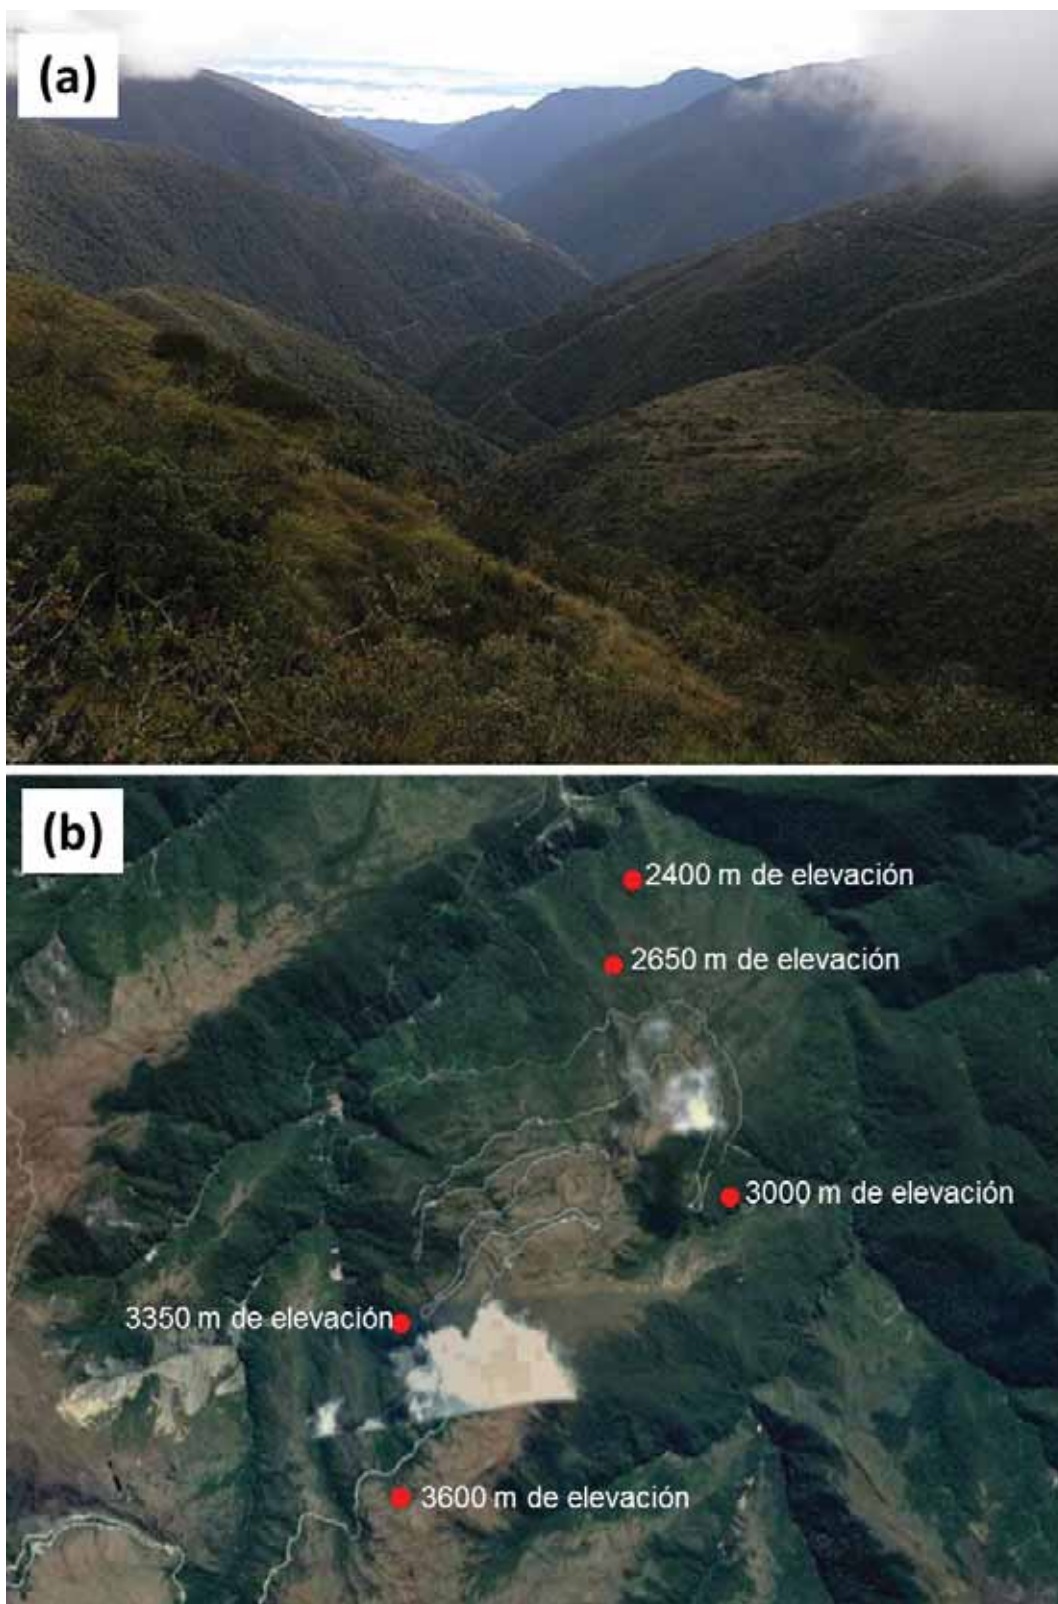 (a)
(b)
2400 m de elevación
2650 m de elevación
3000 m de elevación
3350 m de elevación
3600 m de elevación